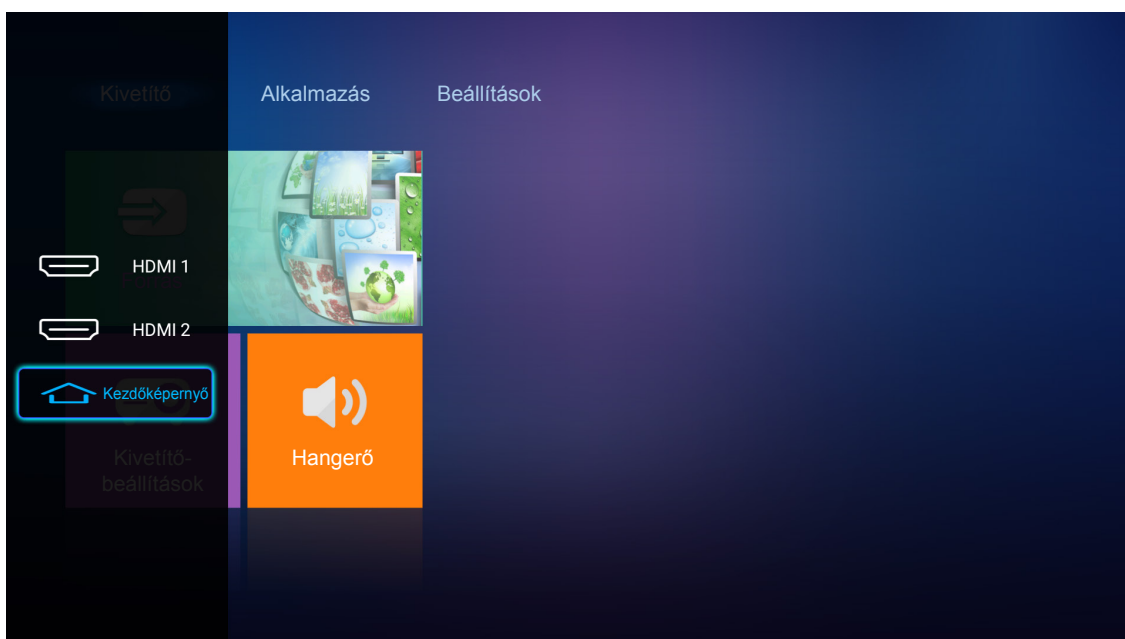 Kivetítő
Alkalmazás
Beállítások
HDMI 1
HDMI 2
Kezdőképernyő
Kivetítő-
beállítások
Hangerő